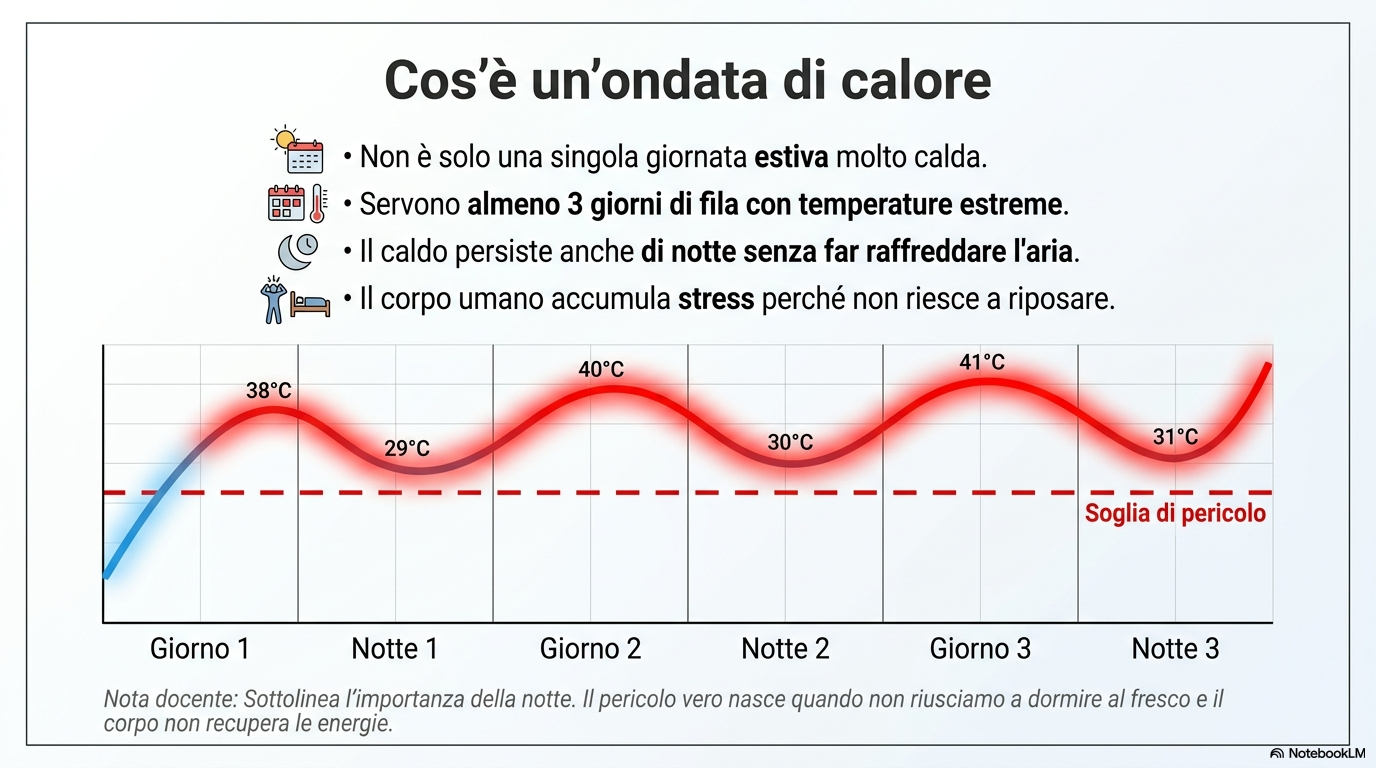 Cos’è un’ondata di calore
• Non è solo una singola giornata estiva molto calda.
• Servono almeno 3 giorni di fila con temperature estreme.
• Il caldo persiste anche di notte senza far raffreddare l'aria.
• Il corpo umano accumula stress perché non riesce a riposare.
38°C
29°C
40°C
30°C
41°C
31°C
Soglia di pericolo
Giorno 1
Notte 1
Giorno 2
Notte 2
Giorno 3
Notte 3
Nota docente: Sottolinea l’importanza della notte. Il pericolo vero nasce quando non riusciamo a dormire al fresco e il
corpo non recupera le energie.
NotebookLM